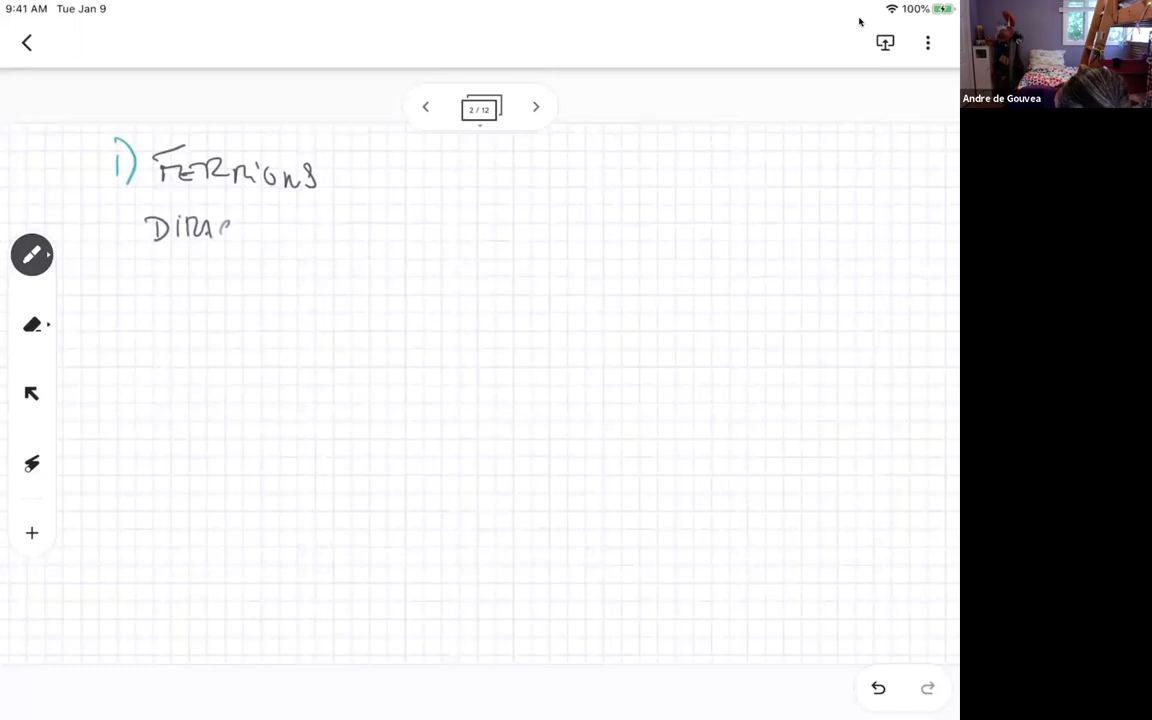 9:41 AM Tue Jan 9
100%
Andre de Gouvea
2 / 12
1) FERMIONS
DIRAC